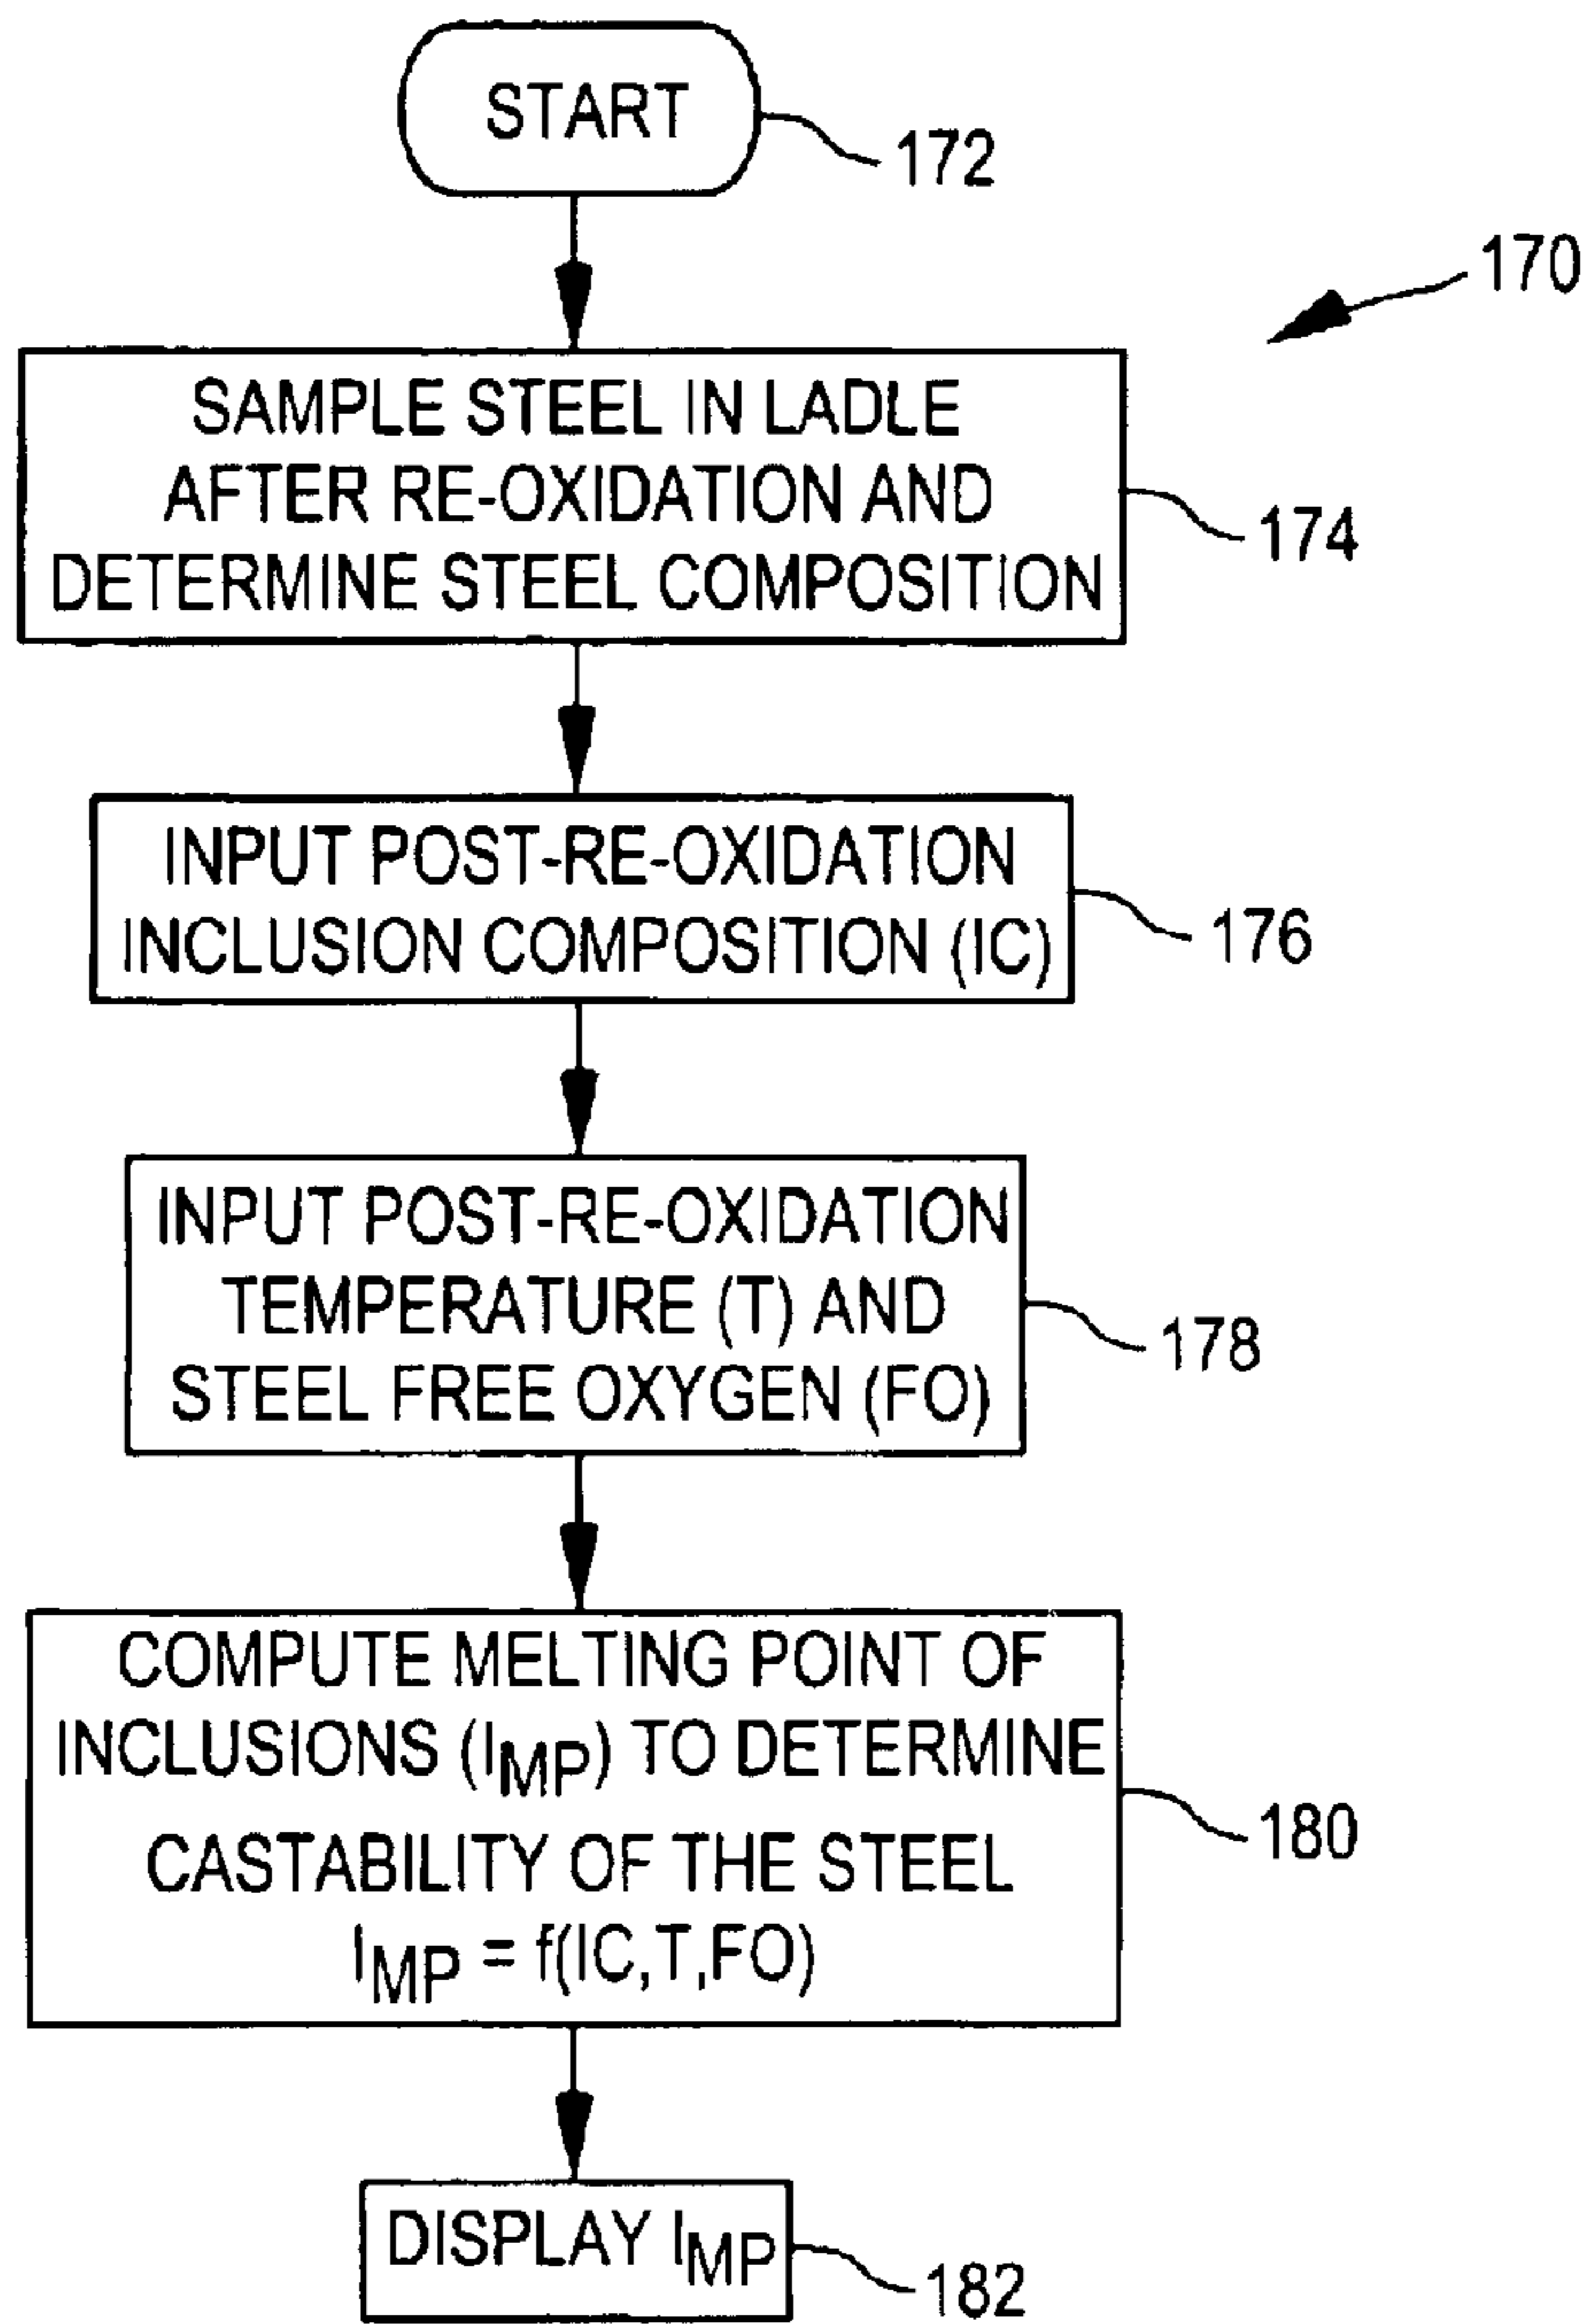 START
172
170
SAMPLE STEEL IN LADLE
AFTER RE-OXIDATION AND
DETERMINE STEEL COMPOSITION
174
INPUT POST-RE-OXIDATION
INCLUSION COMPOSITION (IC)
176
INPUT POST-RE-OXIDATION
TEMPERATURE (T) AND
STEEL FREE OXYGEN (FO)
178
COMPUTE MELTING POINT OF
INCLUSIONS (IMP) TO DETERMINE
CASTABILITY OF THE STEEL
IMP = f(IC,T,FO)
180
DISPLAY IMP
182